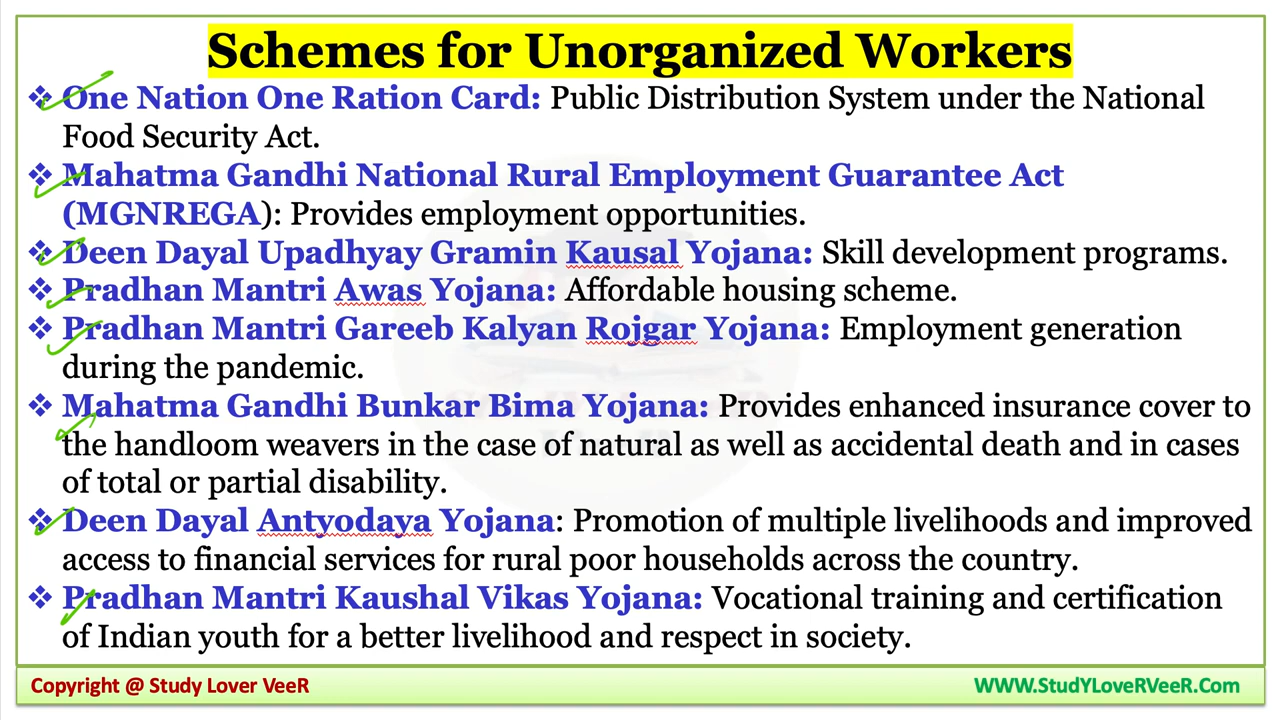 Schemes for Unorganized Workers
❖ One Nation One Ration Card: Public Distribution System under the National
Food Security Act.
❖ Mahatma Gandhi National Rural Employment Guarantee Act
(MGNREGA): Provides employment opportunities.
❖ Deen Dayal Upadhyay Gramin Kausal Yojana: Skill development programs.
❖ Pradhan Mantri Awas Yojana: Affordable housing scheme.
❖ Pradhan Mantri Gareeb Kalyan Rojgar Yojana: Employment generation
during the pandemic.
❖ Mahatma Gandhi Bunkar Bima Yojana: Provides enhanced insurance cover to
the handloom weavers in the case of natural as well as accidental death and in cases
of total or partial disability.
❖ Deen Dayal Antyodaya Yojana: Promotion of multiple livelihoods and improved
access to financial services for rural poor households across the country.
❖ Pradhan Mantri Kaushal Vikas Yojana: Vocational training and certification
of Indian youth for a better livelihood and respect in society.
Copyright @ Study Lover VeeR
WWW.StudYLoveRVeeR.Com